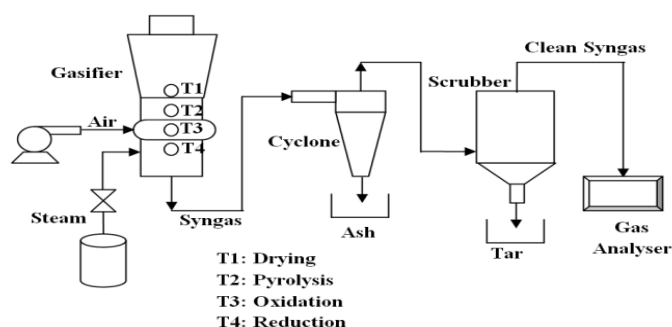 Gasifier
T1
T2
T3
T4
Air
Steam
Syngas
Cyclone
Ash
Scrubber
Clean Syngas
Tar
Gas
Analyser
T1: Drying
T2: Pyrolysis
T3: Oxidation
T4: Reduction